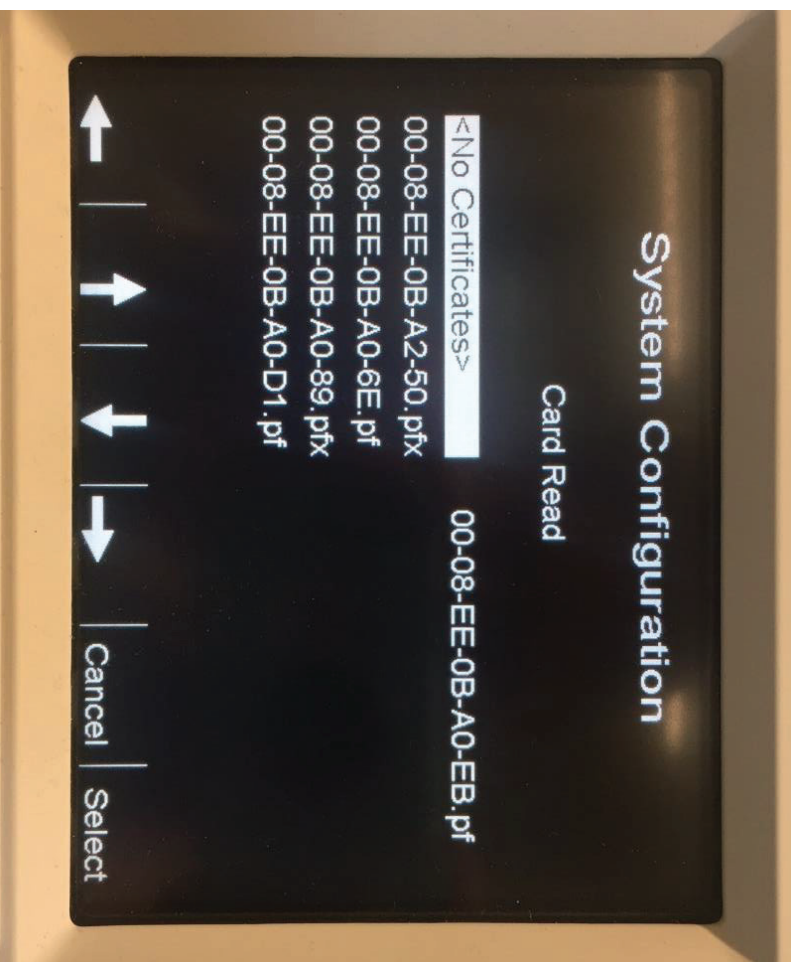 System Configuration
Card Read
<No Certificates> 00-08-EE-0B-A0-EB.pf
00-08-EE-0B-A2-50.pfx
00-08-EE-0B-A0-6E.pf
00-08-EE-0B-A0-89.pfx
00-08-EE-0B-A0-D1.pf
Cancel Select